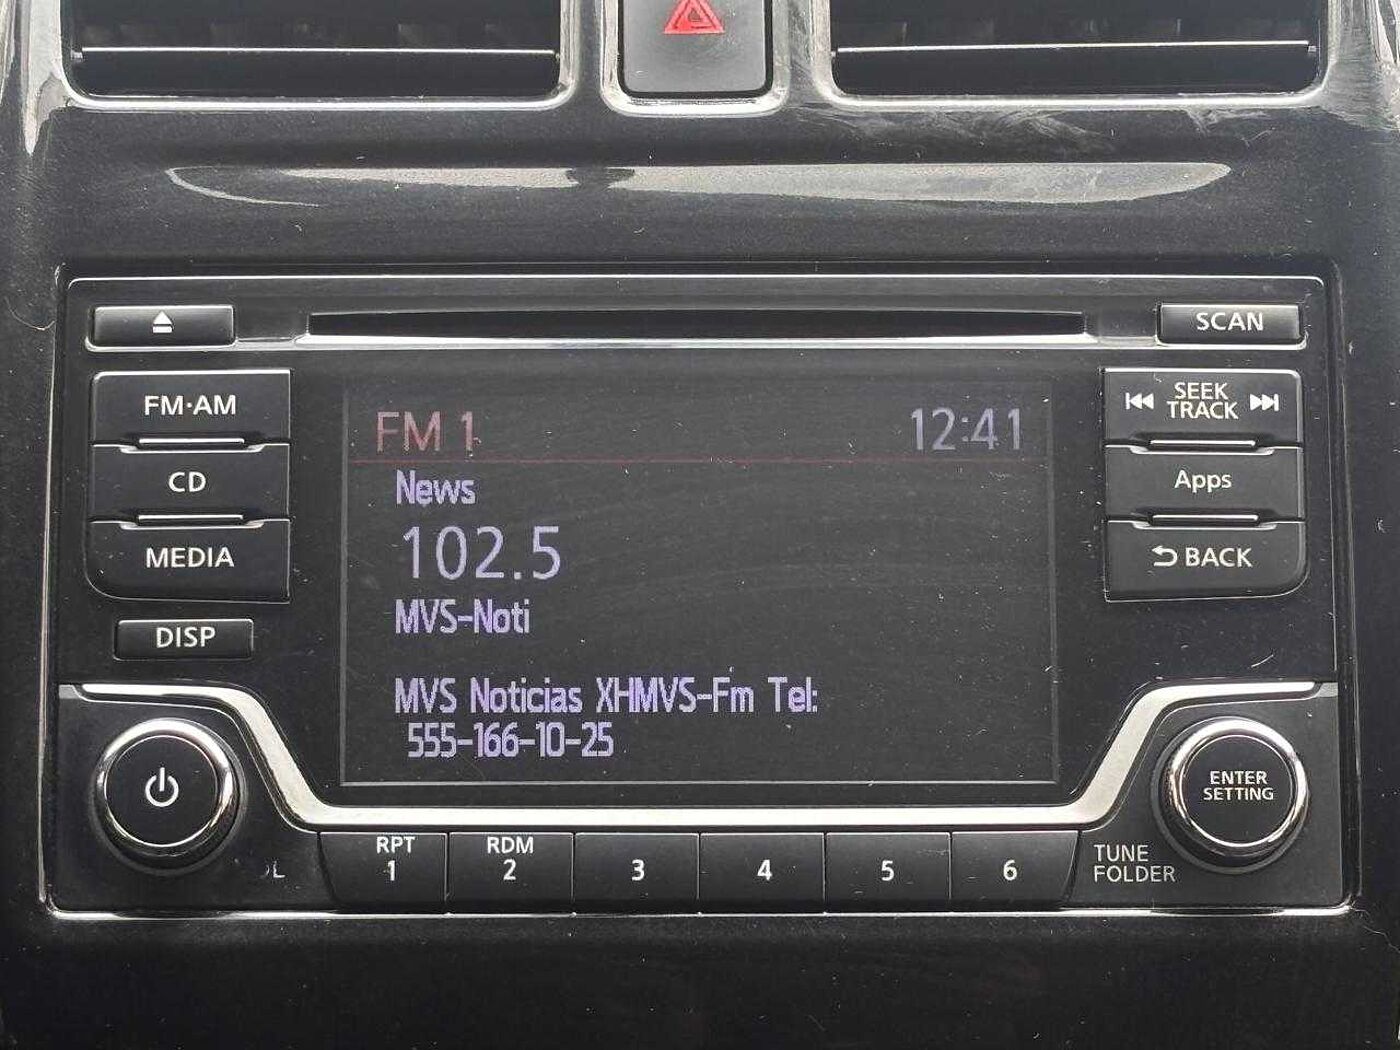 SCAN
FM·AM
SEEK
TRACK
FM 1
12:41
CD
News
Apps
102.5
MEDIA
BACK
MVS-Noti
DISP
MVS Noticias XHMVS-Fm Tel:
555-166-10-25
ENTER
SETTING
RPT
1
RDM
2
3
4
5
6
TUNE
FOLDER